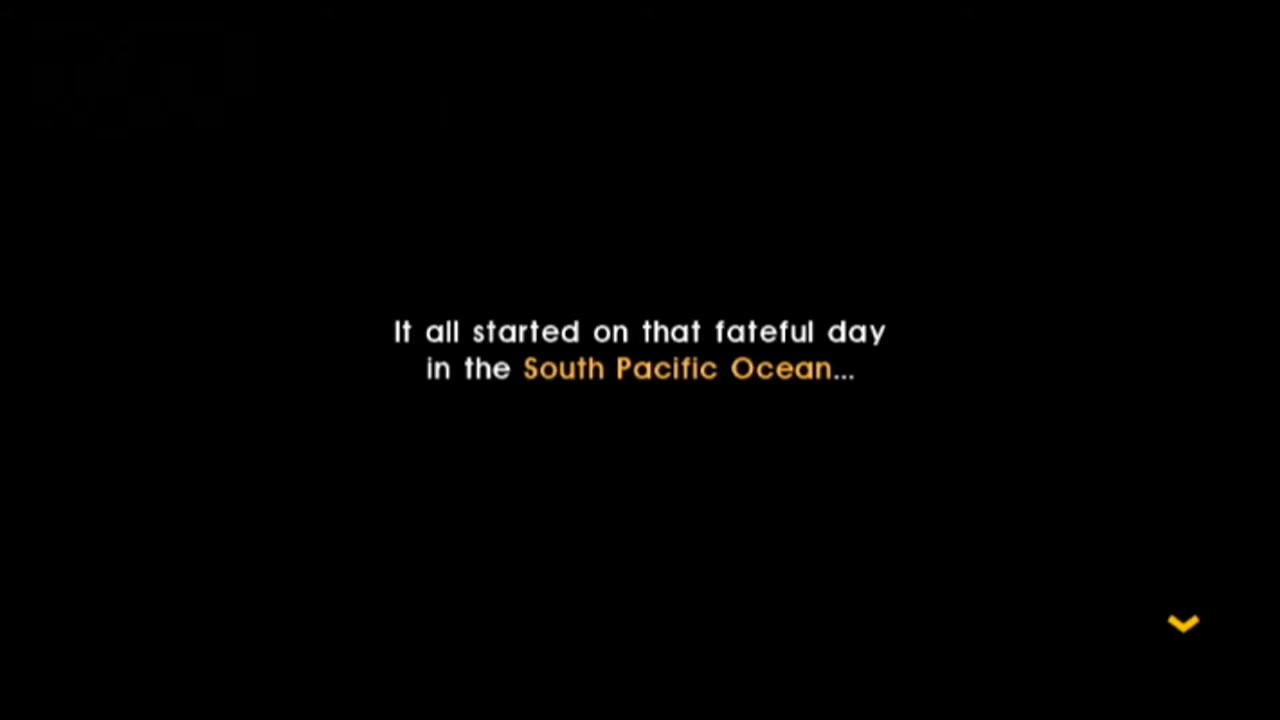 It all started on that fateful day
in the South Pacific Ocean...